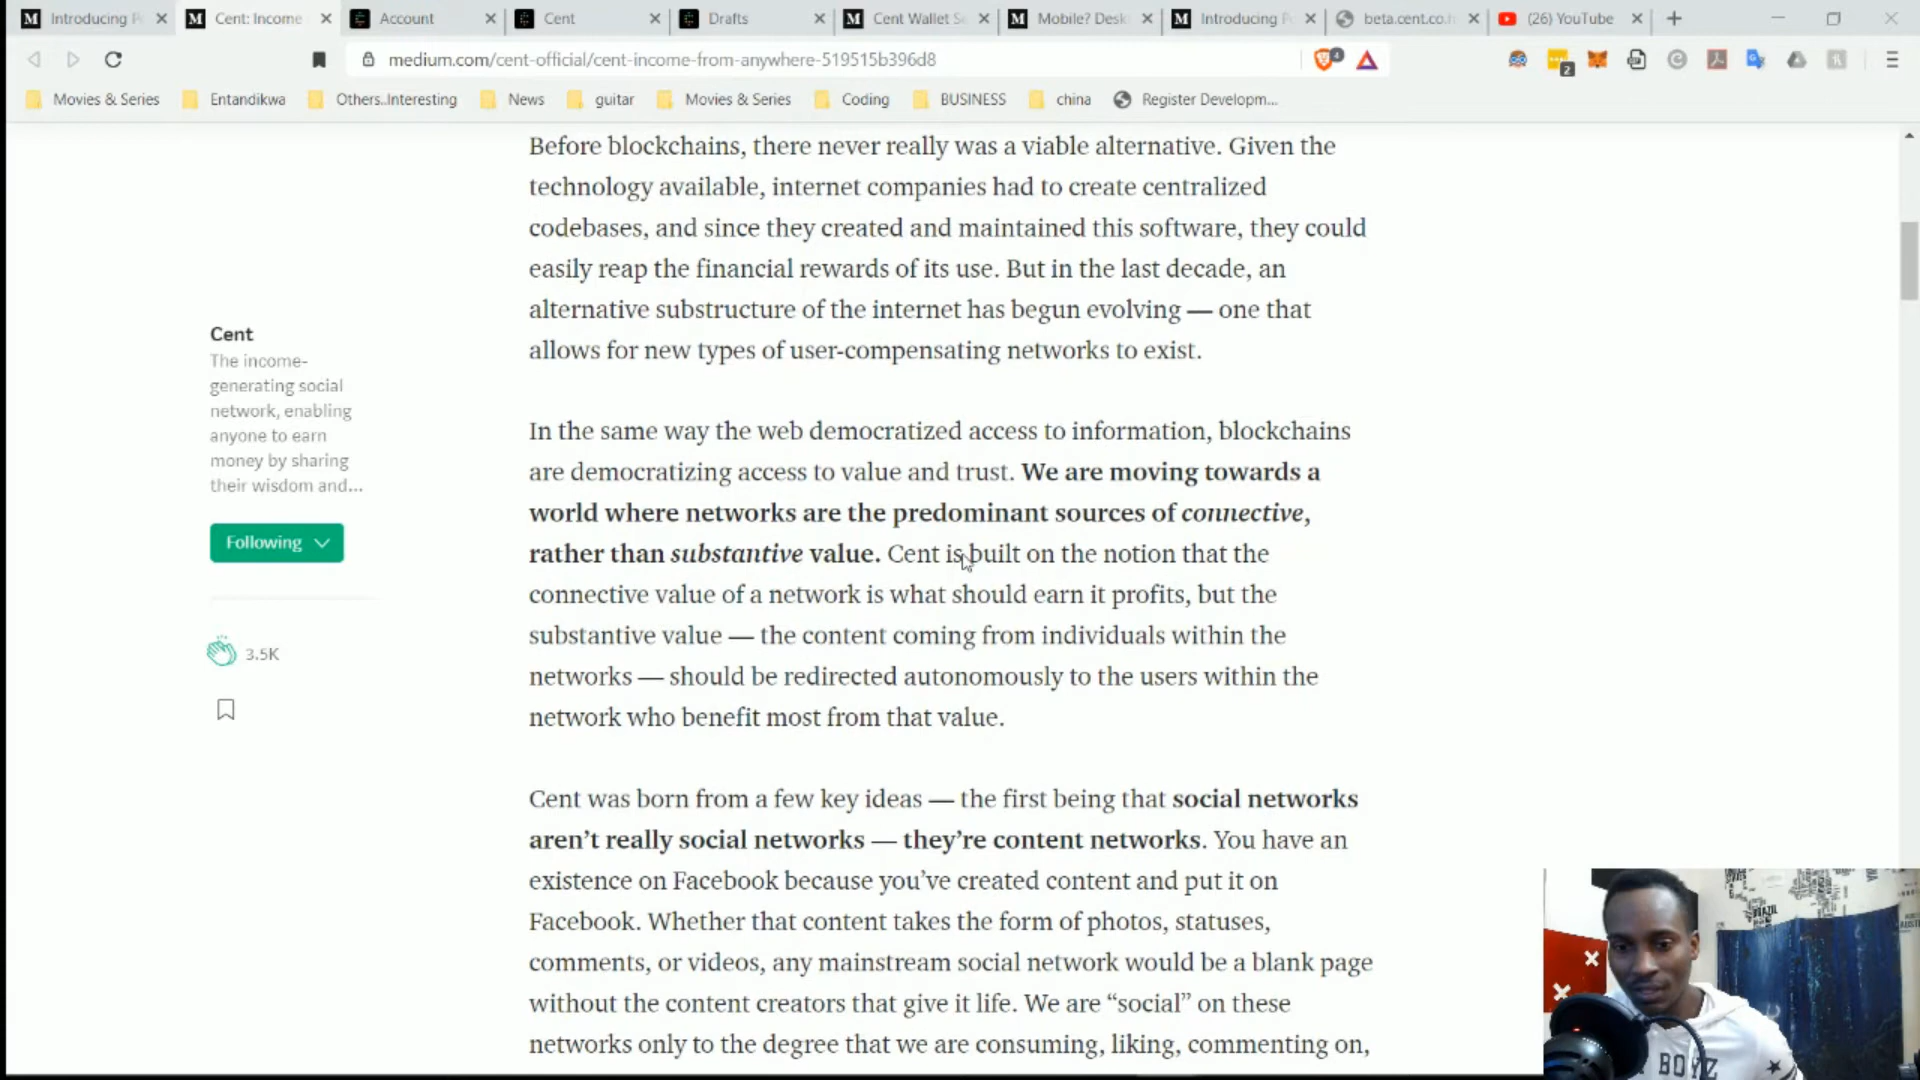 Introducing P
Cent: Income
Account
Cent
Drafts
Cent Wallet Se
Mobile? Desk
Introducing P
beta.cent.co
(26) YouTube
medium.com/cent-official/cent-income-from-anywhere-519515b396d8
4
2
Movies & Series
Entandikwa
Others..Interesting
News
guitar
Movies & Series
Coding
BUSINESS
china
Register Developm...
Before blockchains, there never really was a viable alternative. Given the
technology available, internet companies had to create centralized
codebases, and since they created and maintained this software, they could
easily reap the financial rewards of its use. But in the last decade, an
alternative substructure of the internet has begun evolving — one that
allows for new types of user-compensating networks to exist.
Cent
The income-
generating social
network, enabling
anyone to earn
money by sharing
their wisdom and...
Following
3.5K
In the same way the web democratized access to information, blockchains
are democratizing access to value and trust. We are moving towards a
world where networks are the predominant sources of connective,
rather than substantive value. Cent is built on the notion that the
connective value of a network is what should earn it profits, but the
substantive value — the content coming from individuals within the
networks — should be redirected autonomously to the users within the
network who benefit most from that value.
Cent was born from a few key ideas — the first being that social networks
aren’t really social networks — they’re content networks. You have an
existence on Facebook because you’ve created content and put it on
Facebook. Whether that content takes the form of photos, statuses,
comments, or videos, any mainstream social network would be a blank page
without the content creators that give it life. We are “social” on these
networks only to the degree that we are consuming, liking, commenting on,
BRAZIL
BOYZ